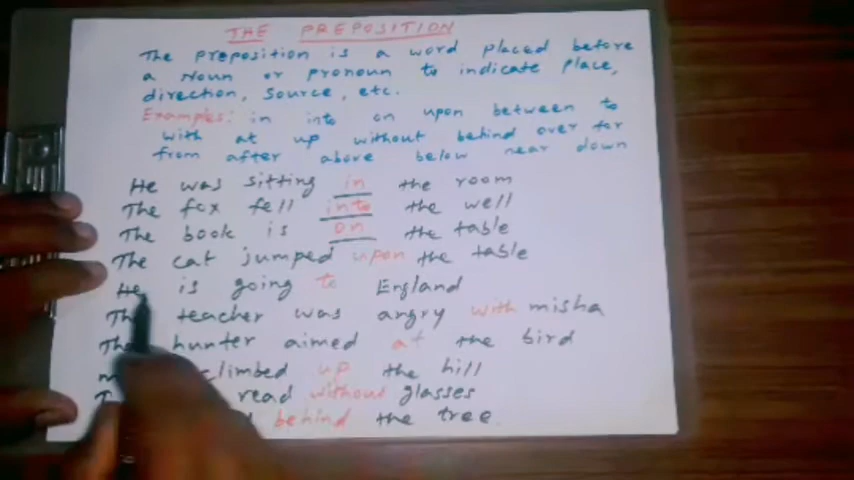 THE PREPOSITION
The preposition is a word placed before
a Noun or pronoun to indicate place,
direction, source, etc.
Examples: in into on upon between to
with at up without behind over for
from after above below near down
He was sitting in the room
The fox fell into the well
The book is on the table
The cat jumped upon the table
He is going to England
The teacher was angry with misha
The hunter aimed at the bird
climbed up the hill
read without glasses
behind the tree.